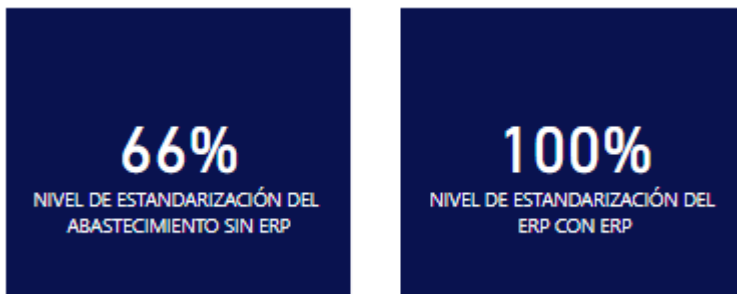 66%
NIVEL DE ESTANDARIZACIÓN DEL
ABASTECIMIENTO SIN ERP
100%
NIVEL DE ESTANDARIZACIÓN DEL
ERP CON ERP